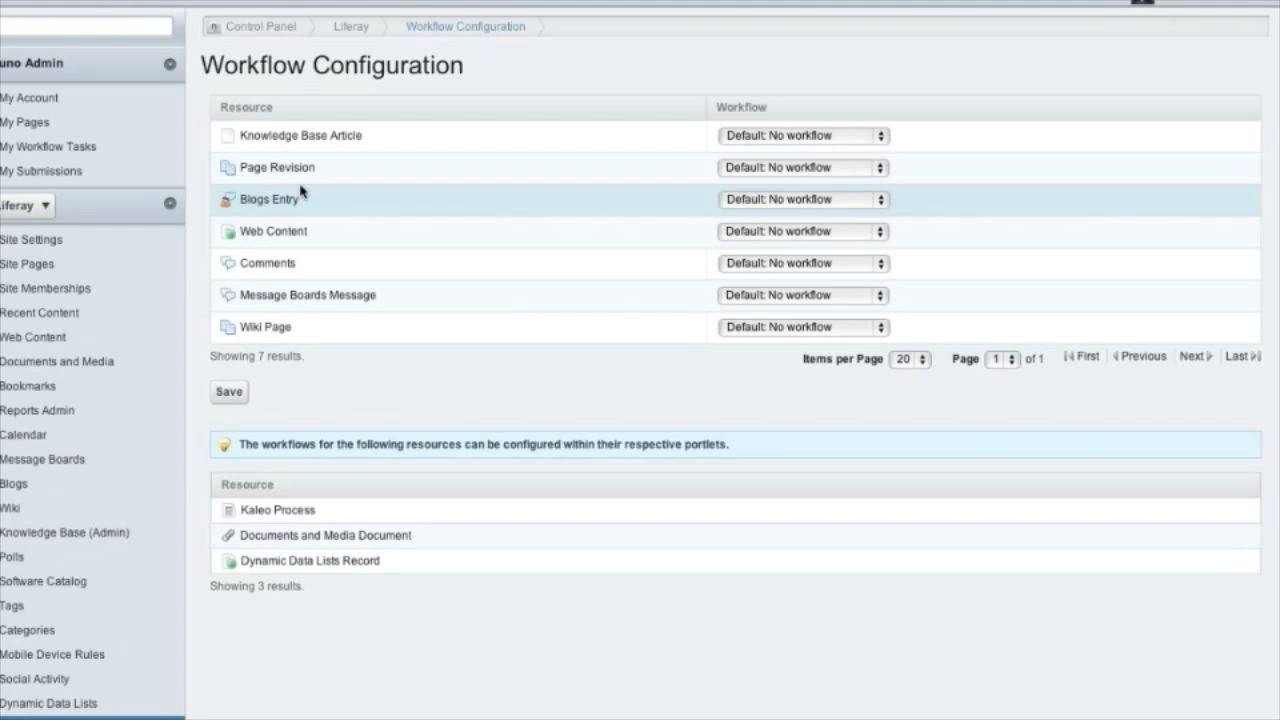 Control Panel Liferay Workflow Configuration
uno Admin
My Account
My Pages
My Workflow Tasks
My Submissions
iferay
Site Settings
Site Pages
Site Memberships
Recent Content
Web Content
Documents and Media
Bookmarks
Reports Admin
Calendar
Message Boards
Blogs
Wiki
Knowledge Base (Admin)
Polls
Software Catalog
Tags
Categories
Mobile Device Rules
Social Activity
Dynamic Data Lists
Workflow Configuration
Resource Workflow
Knowledge Base Article Default: No workflow
Page Revision Default: No workflow
Blogs Entry Default: No workflow
Web Content Default: No workflow
Comments Default: No workflow
Message Boards Message Default: No workflow
Wiki Page Default: No workflow
Showing 7 results. Items per Page 20 Page 1 of 1 First Previous Next Last
Save
The workflows for the following resources can be configured within their respective portlets.
Resource
Kaleo Process
Documents and Media Document
Dynamic Data Lists Record
Showing 3 results.